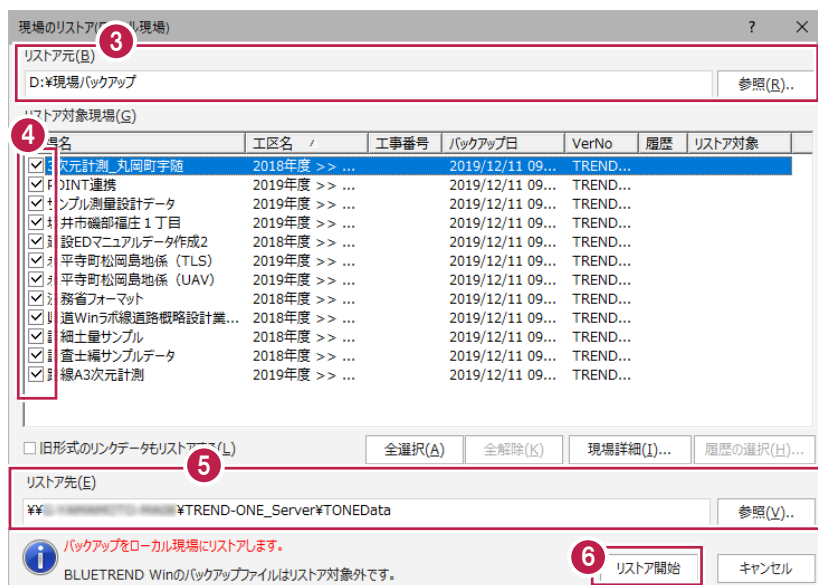 現場のリストア(ローカル現場) ? ×
3
リストア元(B)
D:¥現場バックアップ 参照(R)..
リストア対象現場(G)
4
現場名 工区名 / 工事番号 バックアップ日 VerNo 履歴 リストア対象
3次元計測_丸岡町宇随 2018年度 >> ... 2019/12/11 09... TREND...
POINT連携 2019年度 >> ... 2019/12/11 09... TREND...
サンプル測量設計データ 2019年度 >> ... 2019/12/11 09... TREND...
坂井市磯部福庄1丁目 2019年度 >> ... 2019/12/11 09... TREND...
建設EDマニュアルデータ作成2 2018年度 >> ... 2019/12/11 09... TREND...
永平寺町松岡島地係(TLS) 2019年度 >> ... 2019/12/11 09... TREND...
永平寺町松岡島地係(UAV) 2019年度 >> ... 2019/12/11 09... TREND...
法務省フォーマット 2018年度 >> ... 2019/12/11 09... TREND...
県道Winラボ線道路概略設計業... 2018年度 >> ... 2019/12/11 09... TREND...
詳細土量サンプル 2018年度 >> ... 2019/12/11 09... TREND...
調査士編サンプルデータ 2018年度 >> ... 2019/12/11 09... TREND...
路線A3次元計測 2019年度 >> ... 2019/12/11 09... TREND...
旧形式のリンクデータもリストアする(L) 全選択(A) 全解除(K) 現場詳細(I)... 履歴の選択(H)...
5
リストア先(E)
¥¥ ¥TREND-ONE_Server¥TONEData 参照(V)..
バックアップをローカル現場にリストアします。
6
BLUETREND Winのバックアップファイルはリストア対象外です。 リストア開始 キャンセル